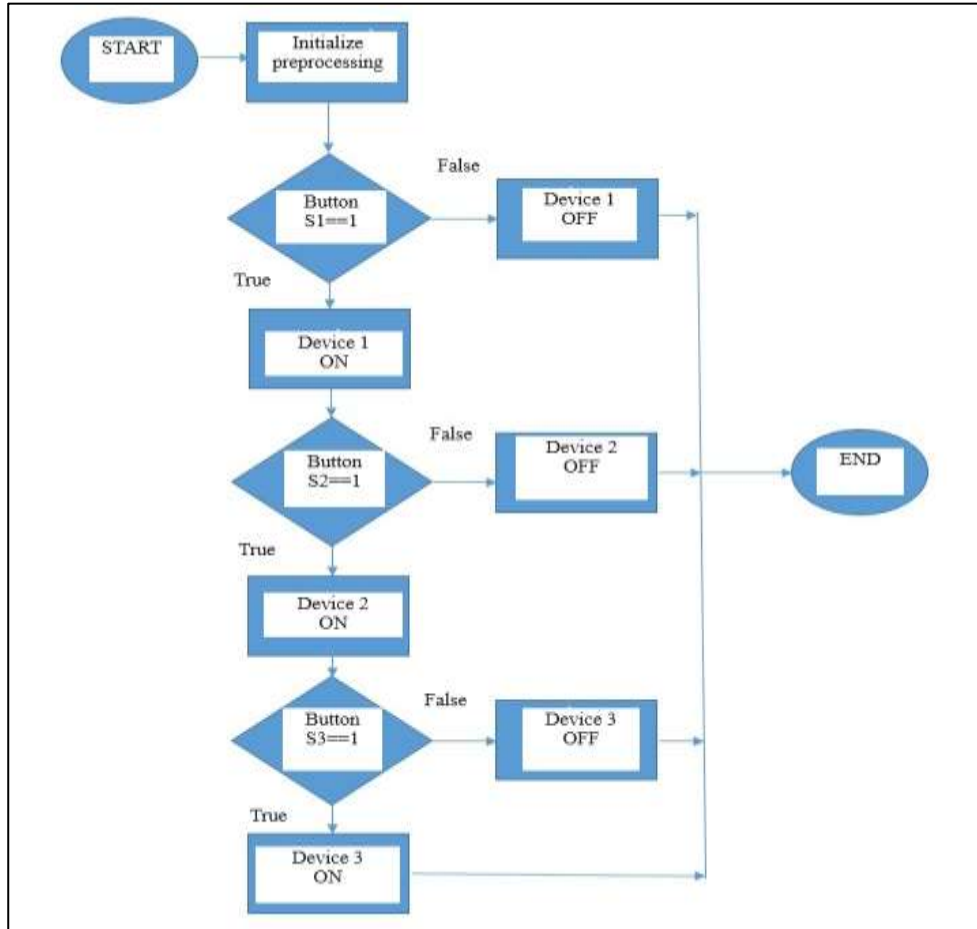 START
Initialize
preprocessing
Button
S1==1
False
Device 1
OFF
True
Device 1
ON
Button
S2==1
False
Device 2
OFF
END
True
Device 2
ON
Button
S3==1
False
Device 3
OFF
True
Device 3
ON